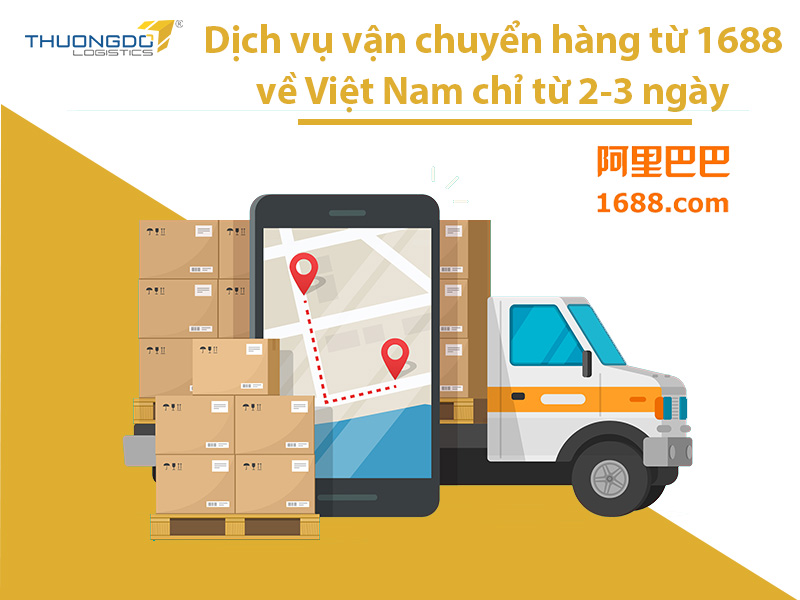 THUONGDO
LOGISTICS
®
Dịch vụ vận chuyển hàng từ 1688
về Việt Nam chỉ từ 2-3 ngày
阿里巴巴
1688.com